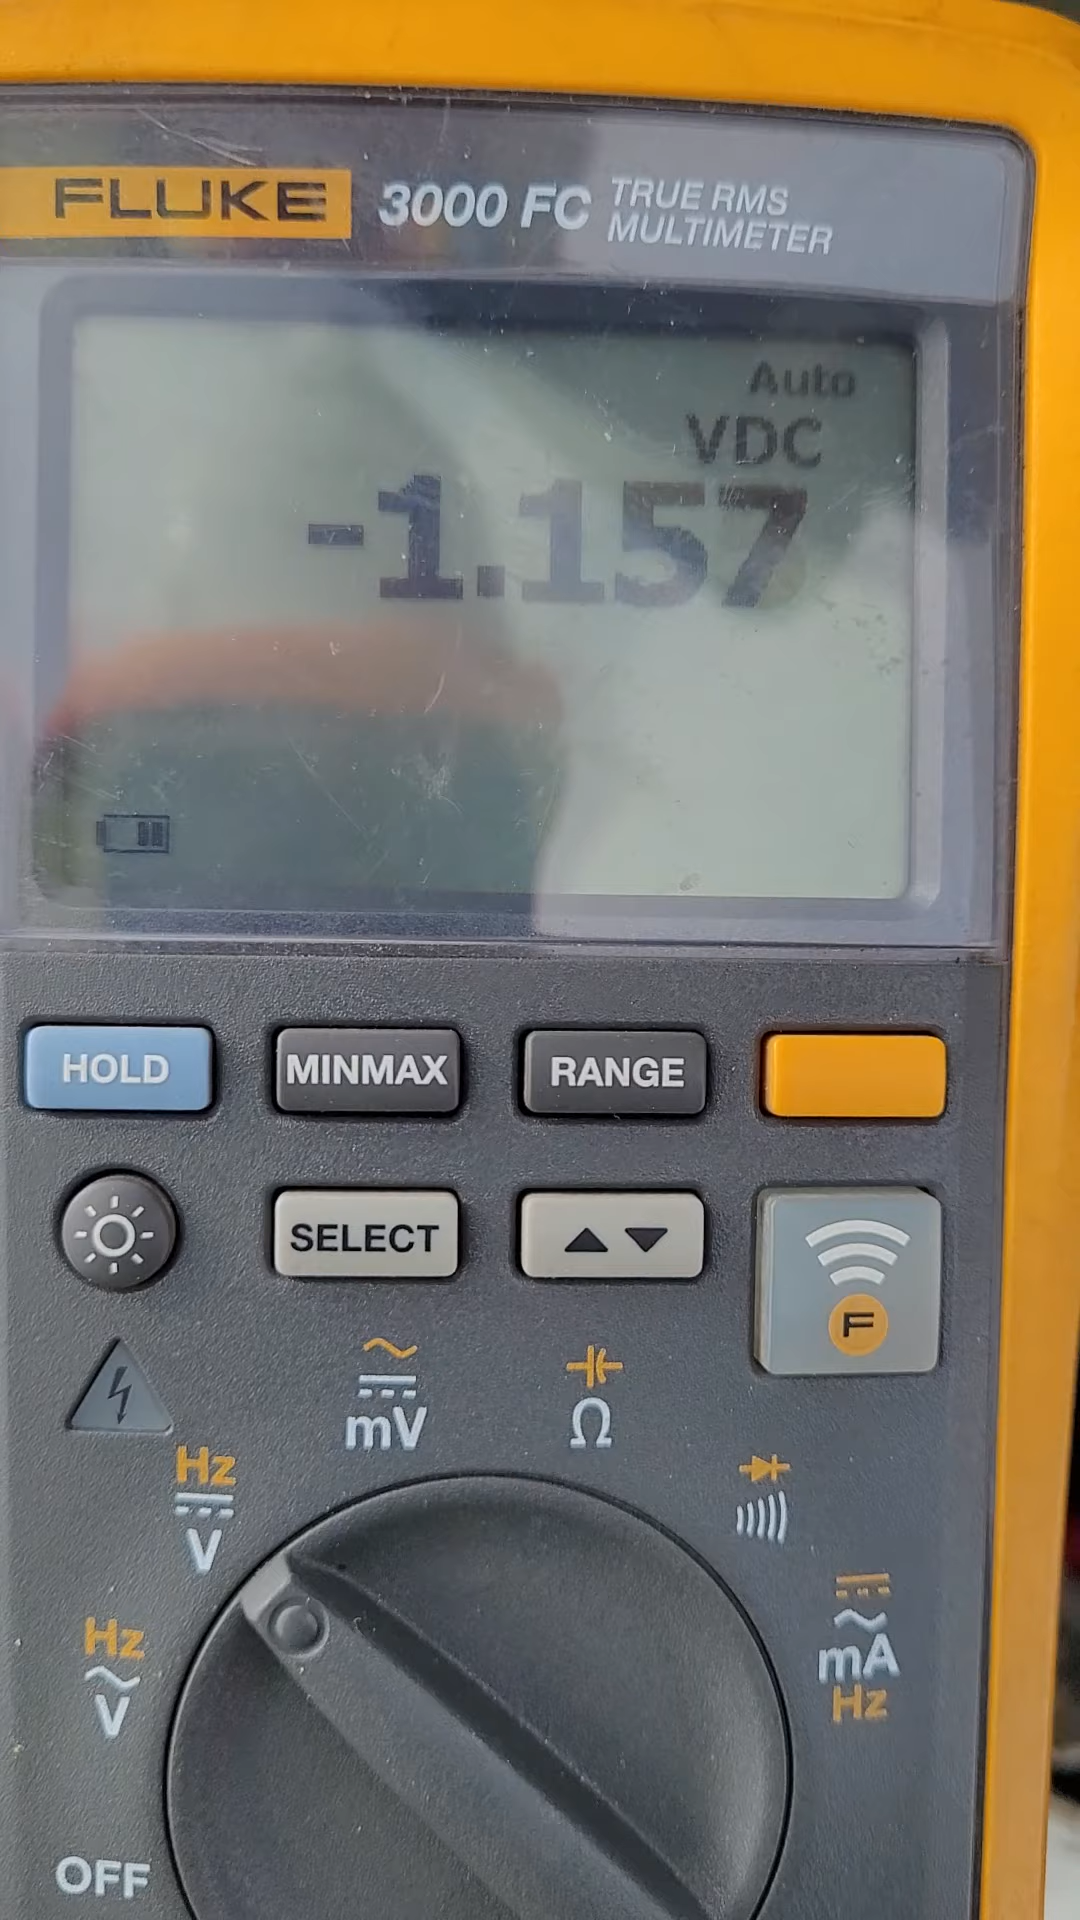 FLUKE 3000 FC TRUE RMS
MULTIMETER
Auto
VDC
-1.157
HOLD MINMAX RANGE
SELECT
F
mV
Ω
Hz
V
Hz
V
mA
Hz
OFF